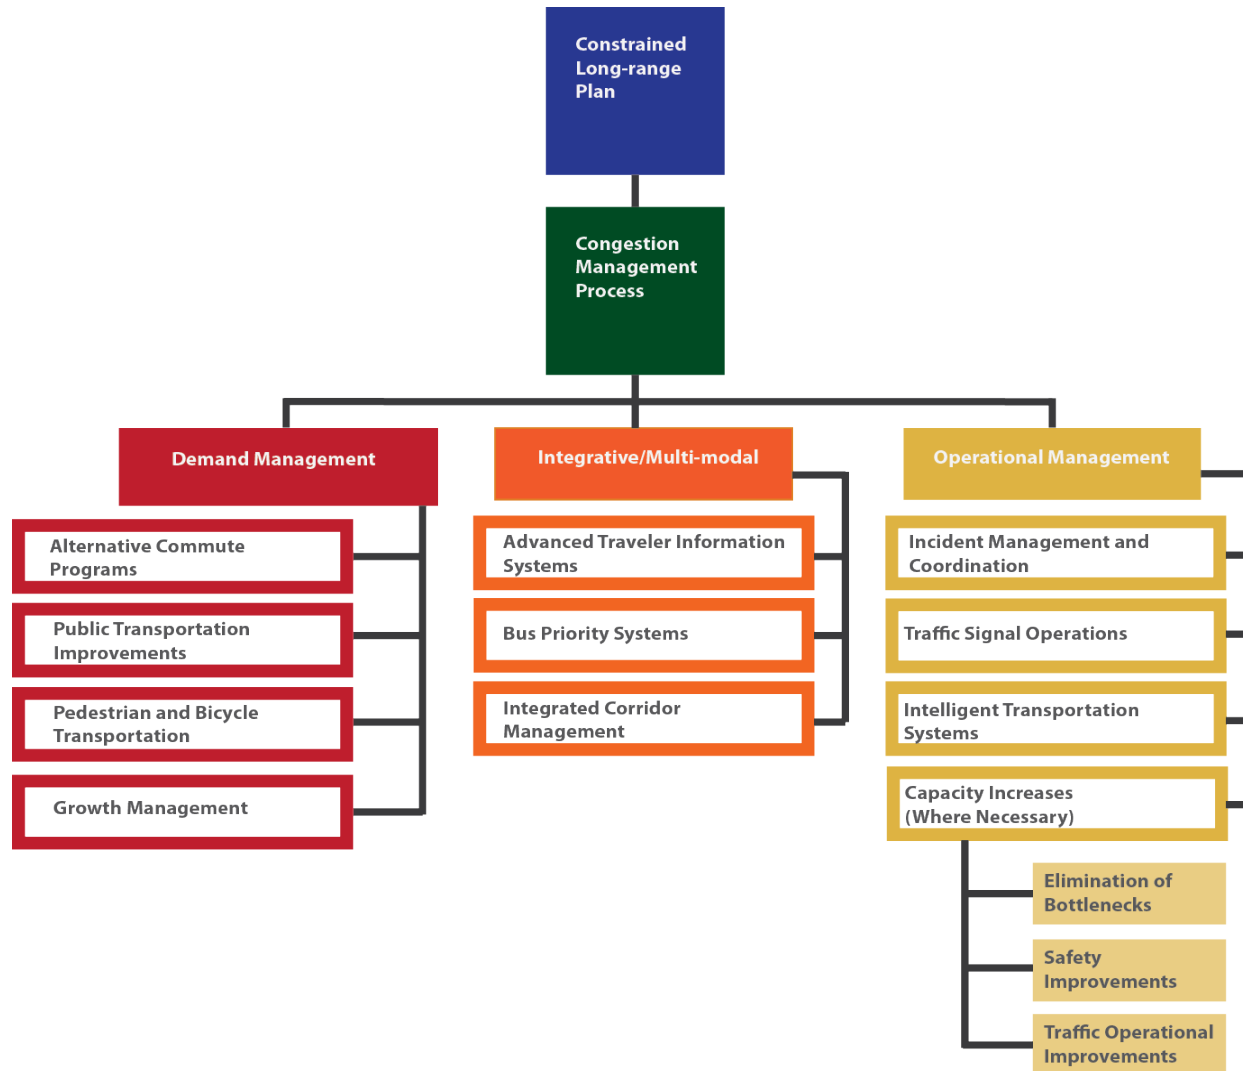 Constrained
Long-range
Plan
Congestion
Management
Process
Demand Management
Alternative Commute
Programs
Public Transportation
Improvements
Pedestrian and Bicycle
Transportation
Growth Management
Integrative/Multi-modal
Advanced Traveler Information
Systems
Bus Priority Systems
Integrated Corridor
Management
Operational Management
Incident Management and
Coordination
Traffic Signal Operations
Intelligent Transportation
Systems
Capacity Increases
(Where Necessary)
Elimination of
Bottlenecks
Safety
Improvements
Traffic Operational
Improvements